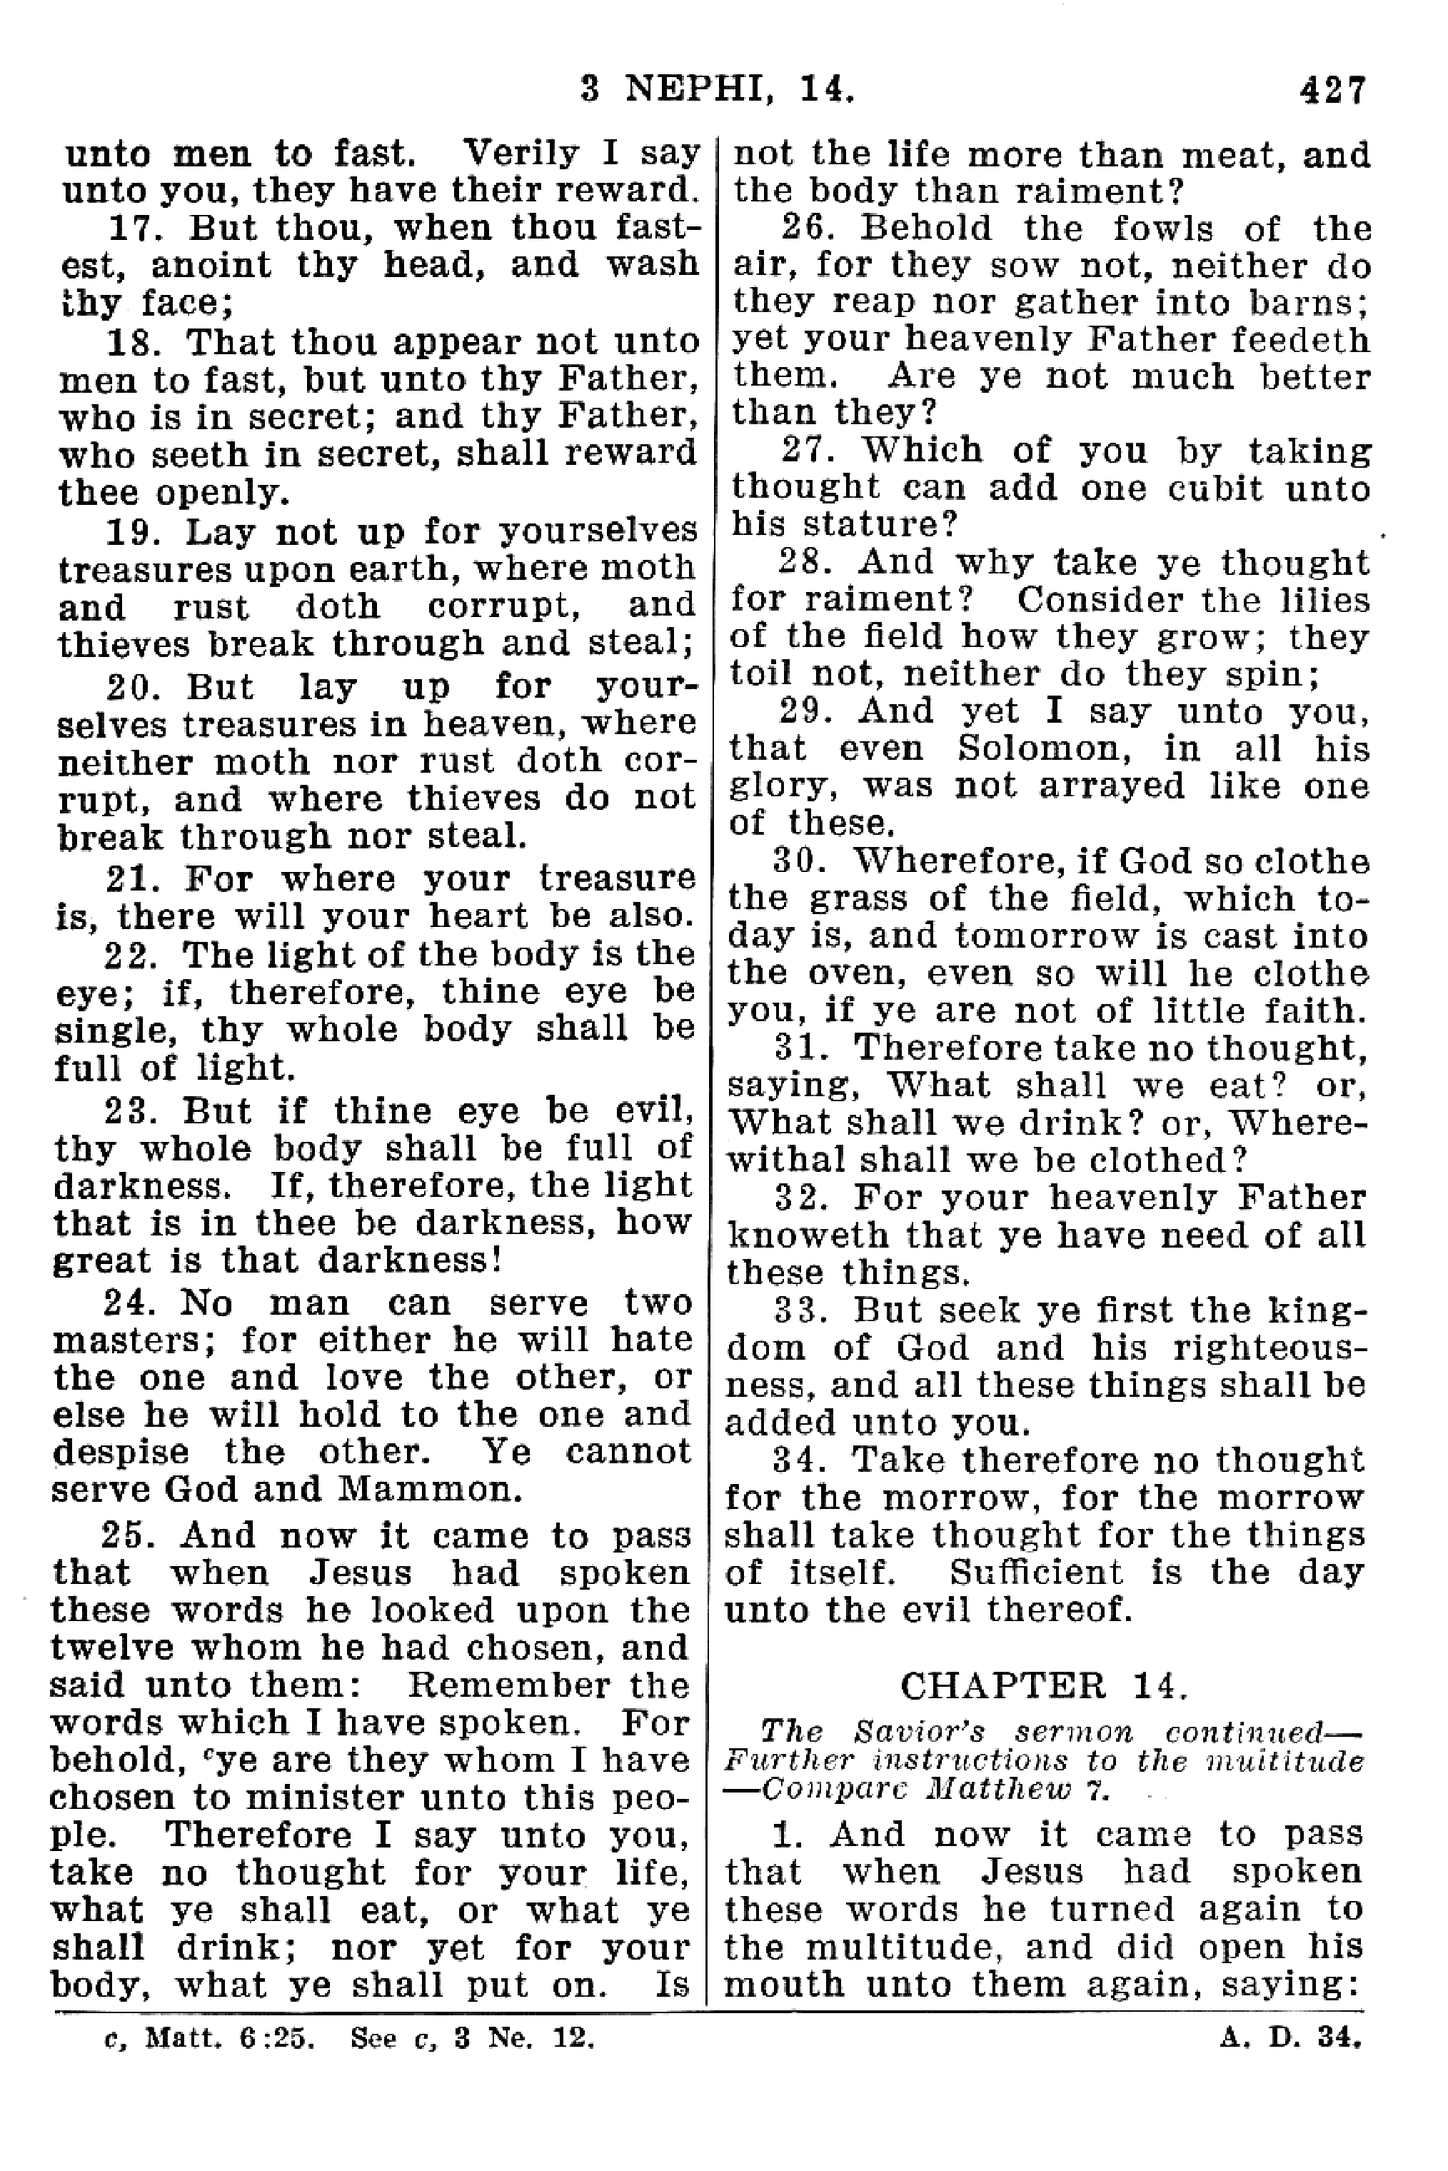 3 NEPHI, 14.
427
unto men to fast. Verily I say
unto you, they have their reward.
17. But thou, when thou fast-
est, anoint thy head, and wash
thy face;
18. That thou appear not unto
men to fast, but unto thy Father,
who is in secret; and thy Father,
who seeth in secret, shall reward
thee openly.
19. Lay not up for yourselves
treasures upon earth, where moth
and rust doth corrupt, and
thieves break through and steal;
20. But lay up for your-
selves treasures in heaven, where
neither moth nor rust doth cor-
rupt, and where thieves do not
break through nor steal.
21. For where your treasure
is, there will your heart be also.
22. The light of the body is the
eye; if, therefore, thine eye be
single, thy whole body shall be
full of light.
23. But if thine eye be evil,
thy whole body shall be full of
darkness. If, therefore, the light
that is in thee be darkness, how
great is that darkness!
24. No man can serve two
masters; for either he will hate
the one and love the other, or
else he will hold to the one and
despise the other. Ye cannot
serve God and Mammon.
25. And now it came to pass
that when Jesus had spoken
these words he looked upon the
twelve whom he had chosen, and
said unto them: Remember the
words which I have spoken. For
behold, cye are they whom I have
chosen to minister unto this peo-
ple. Therefore I say unto you,
take no thought for your life,
what ye shall eat, or what ye
shall drink; nor yet for your
body, what ye shall put on. Is
not the life more than meat, and
the body than raiment?
26. Behold the fowls of the
air, for they sow not, neither do
they reap nor gather into barns;
yet your heavenly Father feedeth
them. Are ye not much better
than they?
27. Which of you by taking
thought can add one cubit unto
his stature?
28. And why take ye thought
for raiment? Consider the lilies
of the field how they grow; they
toil not, neither do they spin;
29. And yet I say unto you,
that even Solomon, in all his
glory, was not arrayed like one
of these.
30. Wherefore, if God so clothe
the grass of the field, which to-
day is, and tomorrow is cast into
the oven, even so will he clothe
you, if ye are not of little faith.
31. Therefore take no thought,
saying, What shall we eat? or,
What shall we drink? or, Where-
withal shall we be clothed?
32. For your heavenly Father
knoweth that ye have need of all
these things.
33. But seek ye first the king-
dom of God and his righteous-
ness, and all these things shall be
added unto you.
34. Take therefore no thought
for the morrow, for the morrow
shall take thought for the things
of itself. Sufficient is the day
unto the evil thereof.
CHAPTER 14.
The Savior's sermon continued—
Further instructions to the multitude
—Compare Matthew 7.
1. And now it came to pass
that when Jesus had spoken
these words he turned again to
the multitude, and did open his
mouth unto them again, saying:
c, Matt. 6:25. See c, 3 Ne. 12.
A. D. 34.